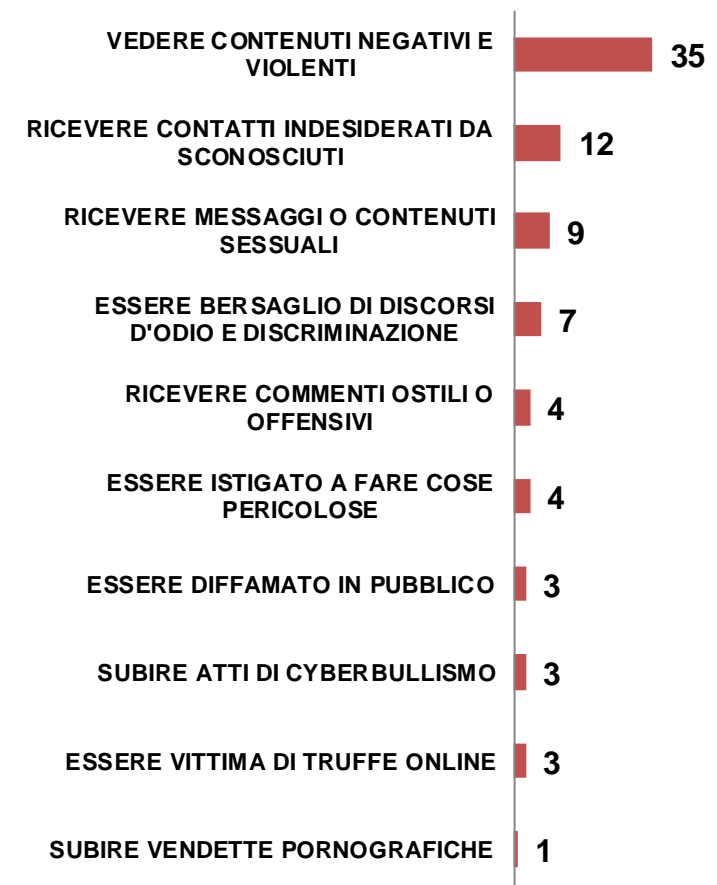 VEDERE CONTENUTI NEGATIVI E
VIOLENTI
35
RICEVERE CONTATTI INDESIDERATI DA
SCONOSCIUTI
12
RICEVERE MESSAGGI O CONTENUTI
SESSUALI
9
ESSERE BERSAGLIO DI DISCORSI
D'ODIO E DISCRIMINAZIONE
7
RICEVERE COMMENTI OSTILI O
OFFENSIVI
4
ESSERE ISTIGATO A FARE COSE
PERICOLOSE
4
ESSERE DIFFAMATO IN PUBBLICO
3
SUBIRE ATTI DI CYBERBULLISMO
3
ESSERE VITTIMA DI TRUFFE ONLINE
3
SUBIRE VENDETTE PORNOGRAFICHE
1